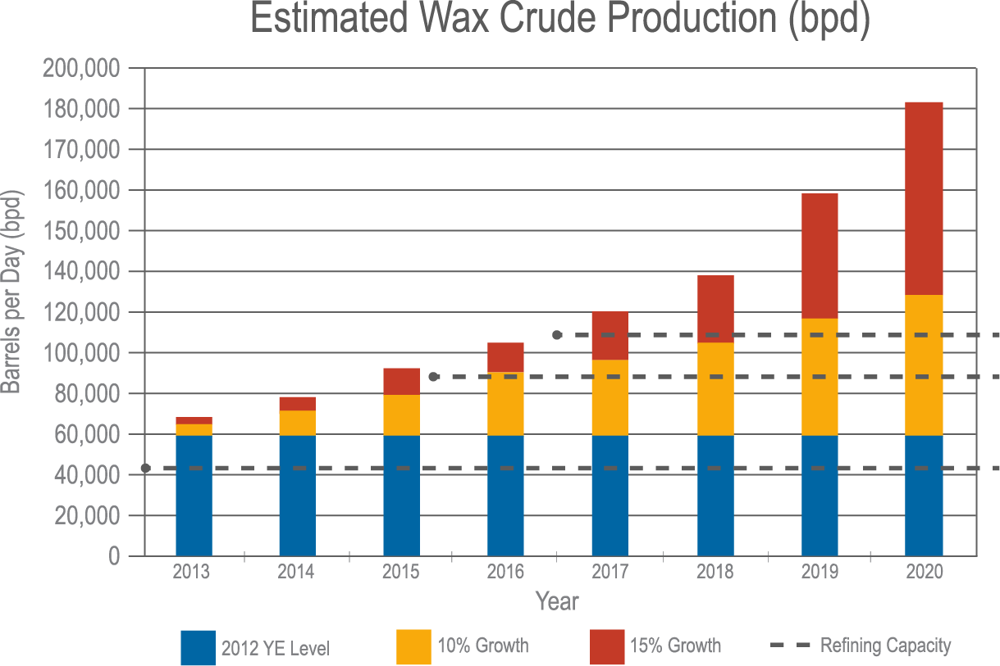 Estimated Wax Crude Production (bpd)
200,000
180,000
170,000
160,000
150,000
140,000
120,000
100,000
80,000
60,000
40,000
20,000
0
Barrels per Day (bpd)
2013 2014 2015 2016 2017 2018 2019 2020
Year
2012 YE Level 10% Growth 15% Growth Refining Capacity